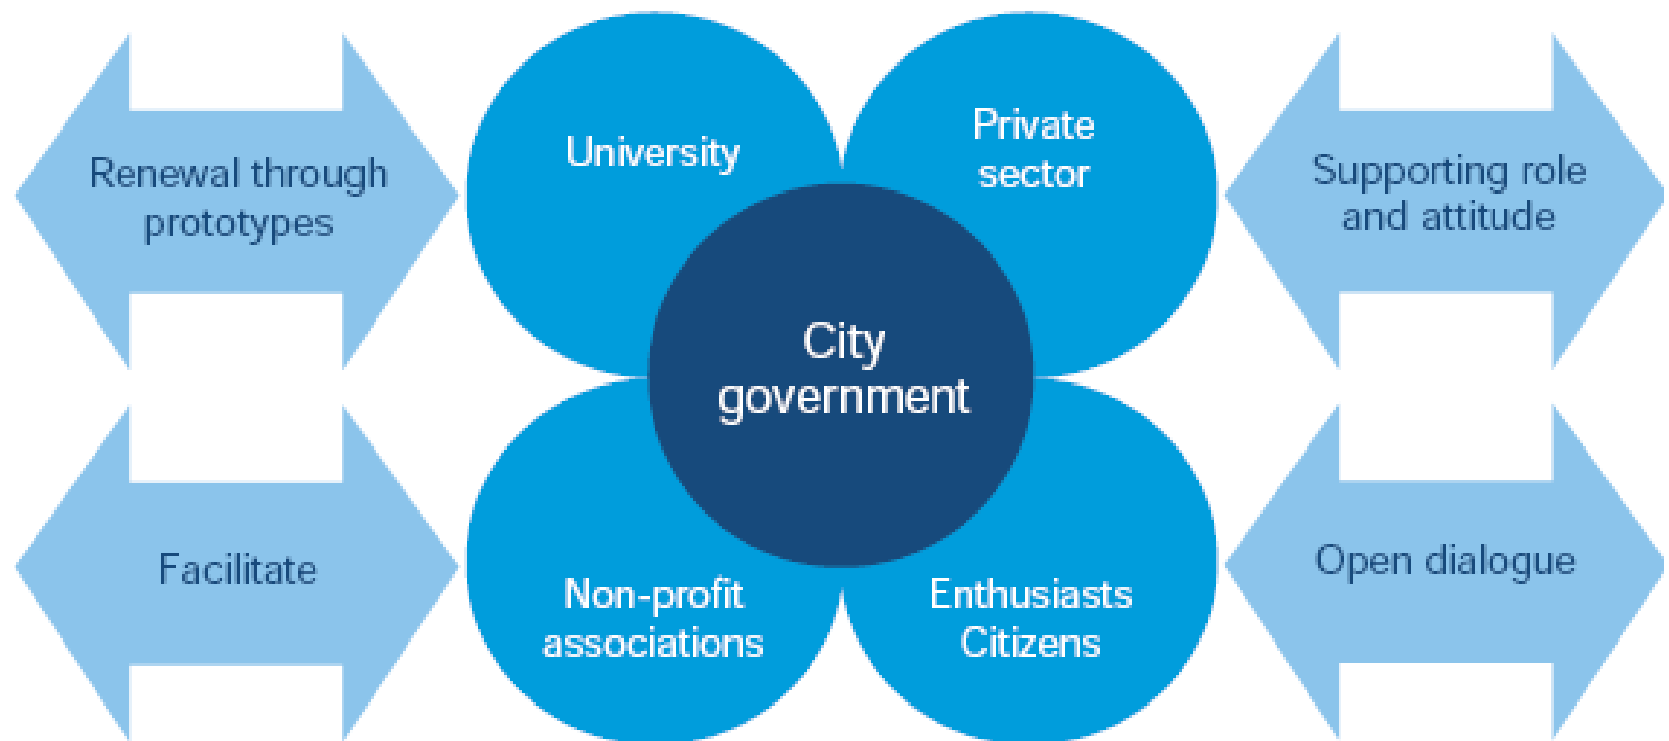 Renewal through
prototypes
University
Private
sector
Supporting role
and attitude
City
government
Facilitate
Non-profit
associations
Enthusiasts
Citizens
Open dialogue